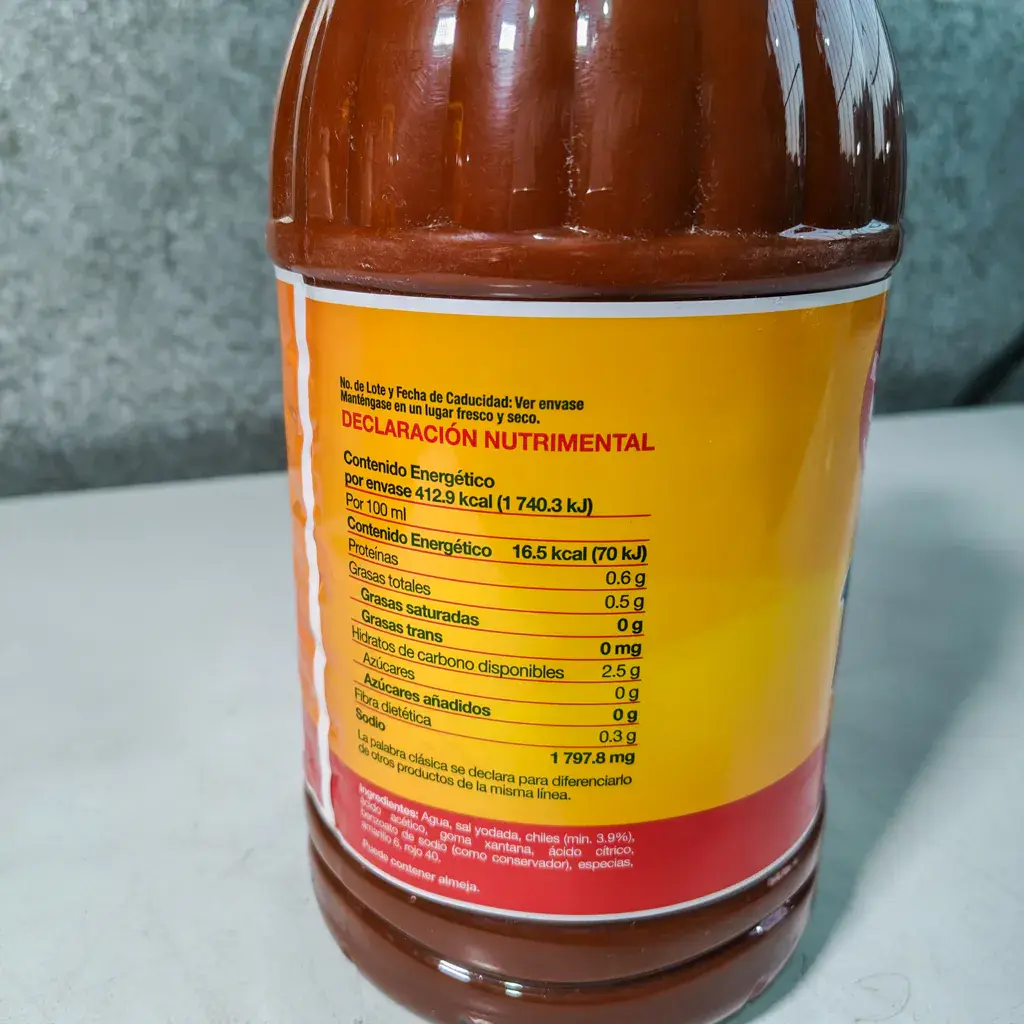 No. de Lote y Fecha de Caducidad: Ver envase
Manténgase en un lugar fresco y seco.
DECLARACIÓN NUTRIMENTAL
Contenido Energético
por envase 412.9 kcal (1 740.3 kJ)
Por 100 ml
Contenido Energético 16.5 kcal (70 kJ)
Proteínas 0.6 g
Grasas totales 0.5 g
Grasas saturadas 0 g
Grasas trans 0 mg
Hidratos de carbono disponibles 2.5 g
Azúcares 0 g
Azúcares añadidos 0 g
Fibra dietética 0.3 g
Sodio 1 797.8 mg
La palabra clásica se declara para diferenciarlo
de otros productos de la misma línea.
Ingredientes: Agua, sal yodada, chiles (min. 3.9%),
ácido acético, goma xantana, ácido cítrico,
benzoato de sodio (como conservador), especias,
amarillo 6, rojo 40.
Puede contener almeja.